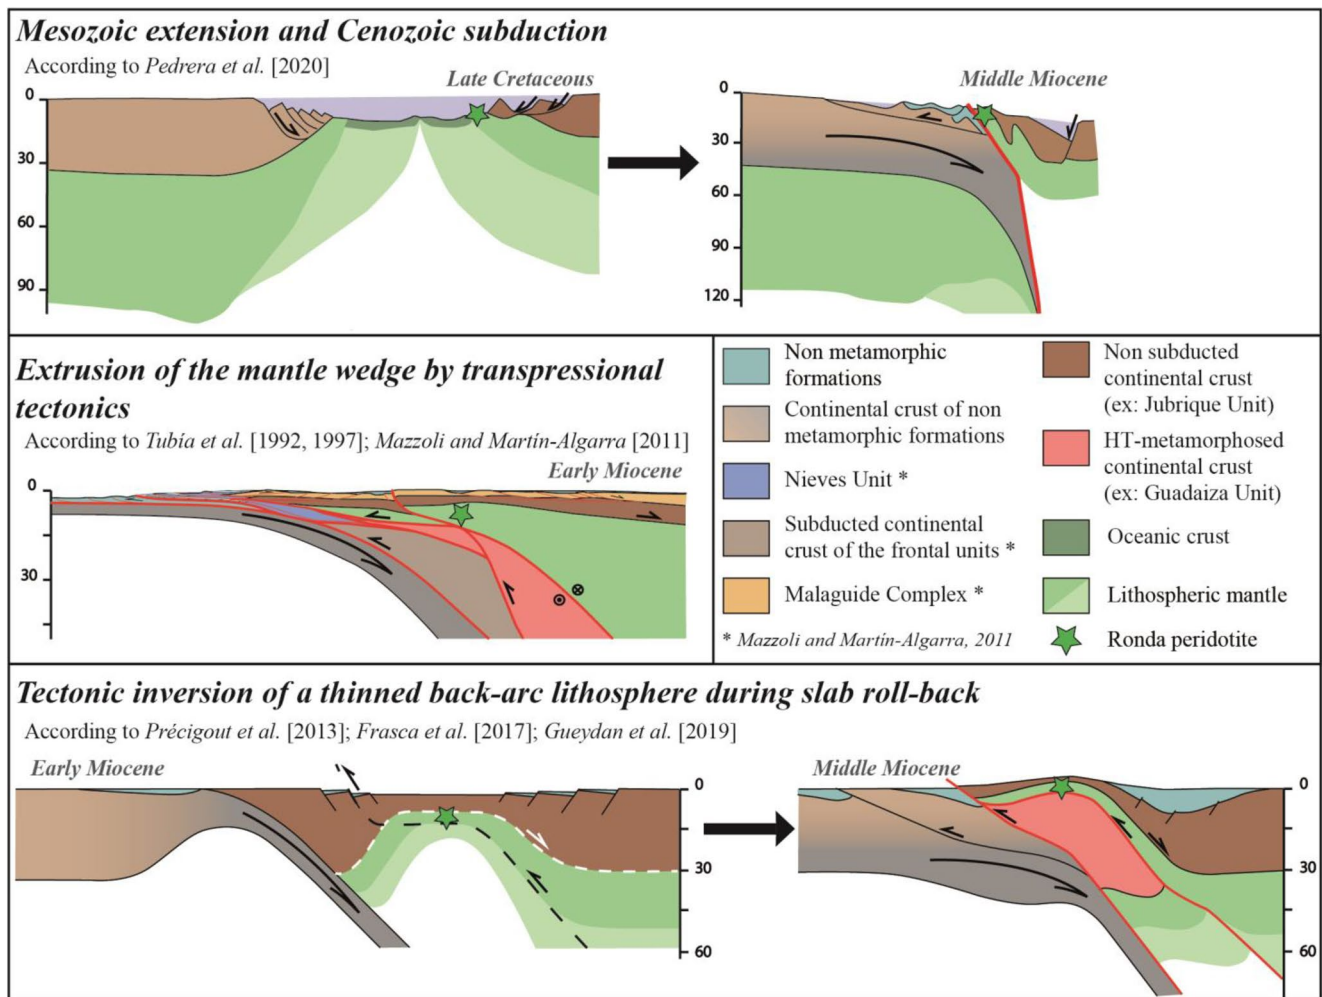 Mesozoic extension and Cenozoic subduction
According to Pedrera et al. [2020]
Late Cretaceous
0
30
60
90
Middle Miocene
0
30
60
90
120
Extrusion of the mantle wedge by transpressional
tectonics
According to Tubía et al. [1992, 1997]; Mazzoli and Martín-Algarra [2011]
Early Miocene
0
30
Non metamorphic
formations
Continental crust of non
metamorphic formations
Nieves Unit *
Subducted continental
crust of the frontal units *
Malaguide Complex *
* Mazzoli and Martín-Algarra, 2011
Non subducted
continental crust
(ex: Jubrique Unit)
HT-metamorphosed
continental crust
(ex: Guadaiza Unit)
Oceanic crust
Lithospheric mantle
Ronda peridotite
Tectonic inversion of a thinned back-arc lithosphere during slab roll-back
According to Précigout et al. [2013]; Frasca et al. [2017]; Gueydan et al. [2019]
Early Miocene
0
30
60
Middle Miocene
0
30
60